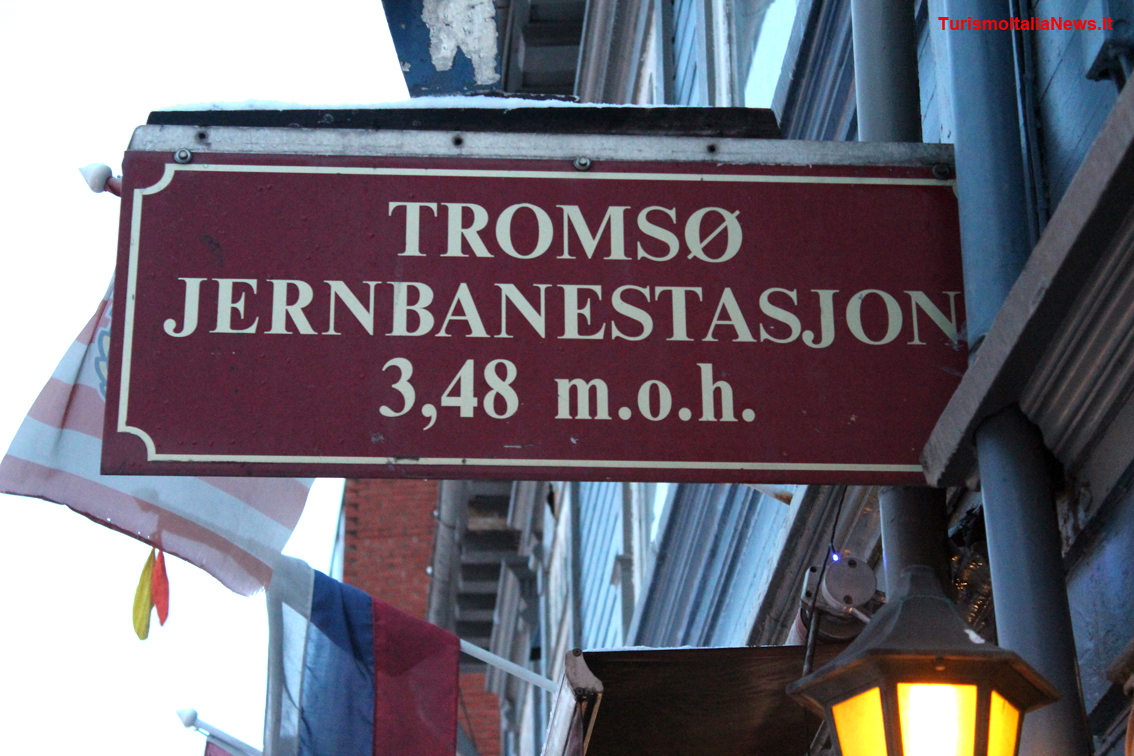 TurismoItaliaNews.it
TROMSØ
JERNBANESTASJON
3,48 m.o.h.